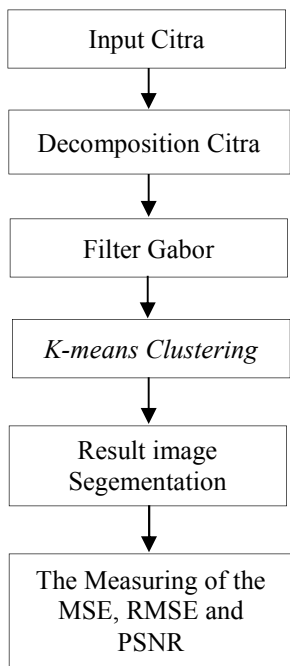 Input Citra
Decomposition Citra
Filter Gabor
K-means Clustering
Result image
Segementation
The Measuring of the
MSE, RMSE and
PSNR